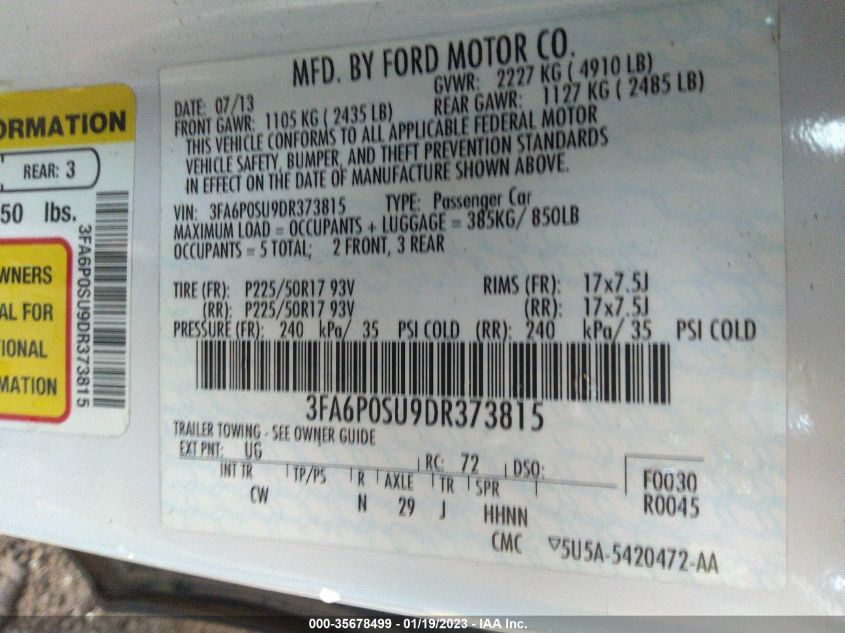 MFD. BY FORD MOTOR CO.
DATE: 07/13 GVWR: 2227 KG ( 4910 LB)
FRONT GAWR: 1105 KG ( 2435 LB) REAR GAWR: 1127 KG ( 2485 LB)
THIS VEHICLE CONFORMS TO ALL APPLICABLE FEDERAL MOTOR
VEHICLE SAFETY, BUMPER, AND THEFT PREVENTION STANDARDS
IN EFFECT ON THE DATE OF MANUFACTURE SHOWN ABOVE.
VIN: 3FA6P0SU9DR373815 TYPE: Passenger Car
MAXIMUM LOAD = OCCUPANTS + LUGGAGE = 385KG/ 850LB
OCCUPANTS = 5 TOTAL; 2 FRONT, 3 REAR
TIRE (FR): P225/50R17 93V RIMS (FR): 17x7.5J
(RR): P225/50R17 93V (RR): 17x7.5J
PRESSURE (FR): 240 kPa/ 35 PSI COLD (RR): 240 kPa/ 35 PSI COLD
3FA6P0SU9DR373815
TRAILER TOWING - SEE OWNER GUIDE
EXT PNT: UG RC: 72 DSO:
INT TR TP/PS R AXLE TR SPR
CW N 29 J HHNN
F0030
R0045
CMC ▽5U5A-5420472-AA
ORMATION
REAR: 3
50 lbs.
WNERS
AL FOR
TIONAL
MATION
3FA6P0SU9DR373815
000-35678499 - 01/19/2023 - IAA Inc.